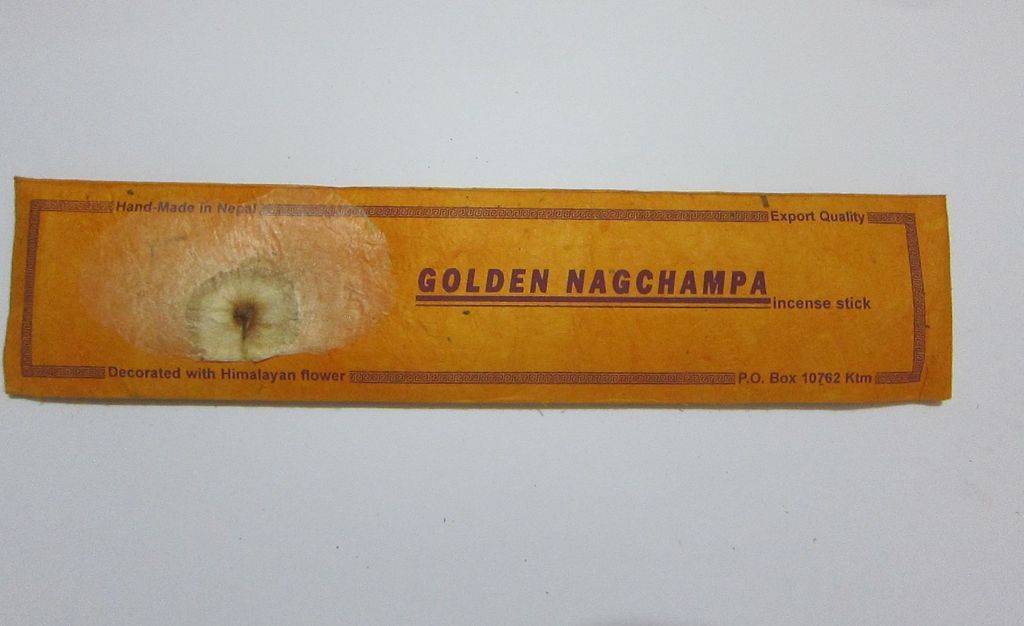 Hand-Made in Nepal
Export Quality
GOLDEN NAGCHAMPA
incense stick
Decorated with Himalayan flower
P.O. Box 10762 Ktm